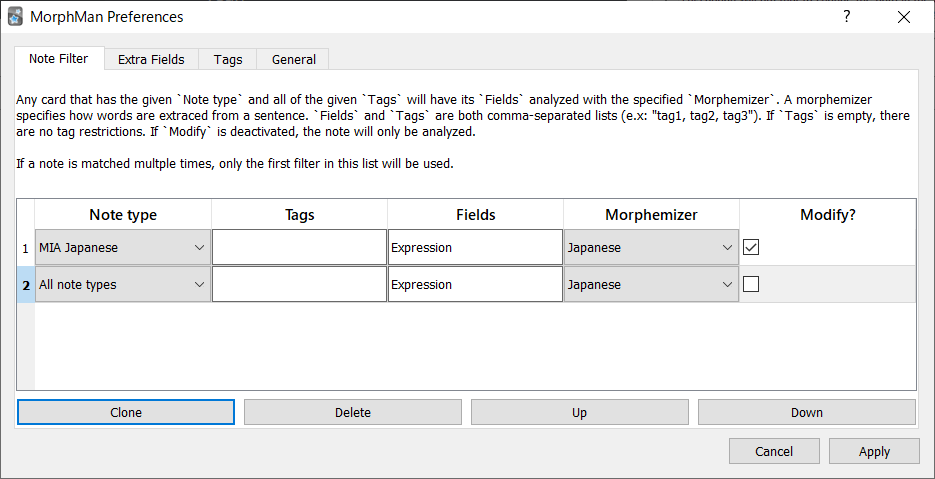 MorphMan Preferences
?
Note Filter
Extra Fields
Tags
General
Any card that has the given `Note type` and all of the given `Tags` will have its `Fields` analyzed with the specified `Morphemizer`. A morphemizer
specifies how words are extraced from a sentence. `Fields` and `Tags` are both comma-separated lists (e.x: "tag1, tag2, tag3"). If `Tags` is empty, there
are no tag restrictions. If `Modify` is deactivated, the note will only be analyzed.
If a note is matched multple times, only the first filter in this list will be used.
Note type Tags Fields Morphemizer Modify?
1 MIA Japanese Expression Japanese
2 All note types Expression Japanese
Clone Delete Up Down
Cancel Apply